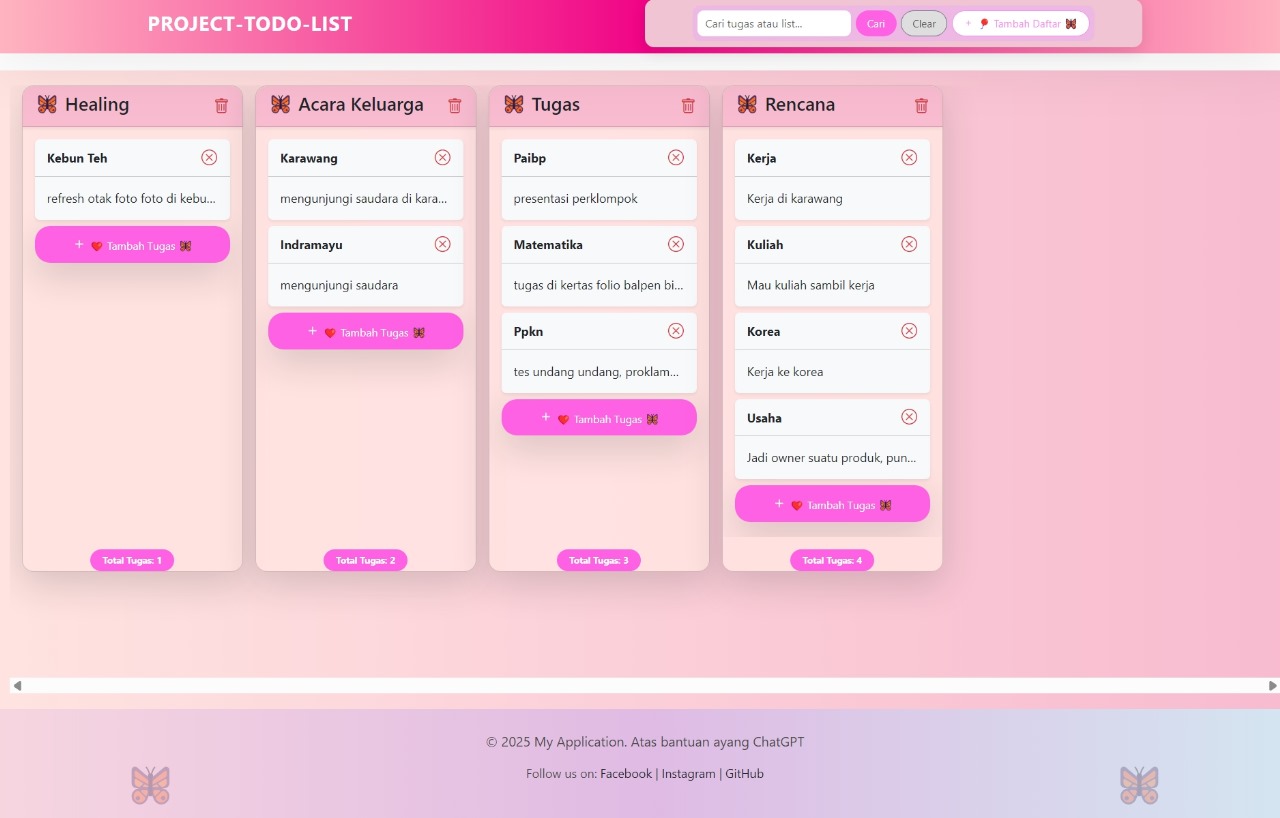 PROJECT-TODO-LIST
Cari tugas atau list...
Cari
Clear
+ Tambah Daftar
Healing
Kebun Teh
refresh otak foto foto di kebu...
+ Tambah Tugas
Total Tugas: 1
Acara Keluarga
Karawang
mengunjungi saudara di kara...
Indramayu
mengunjungi saudara
+ Tambah Tugas
Total Tugas: 2
Tugas
Paibp
presentasi perklompok
Matematika
tugas di kertas folio balpen bi...
Ppkn
tes undang undang, proklam...
+ Tambah Tugas
Total Tugas: 3
Rencana
Kerja
Kerja di karawang
Kuliah
Mau kuliah sambil kerja
Korea
Kerja ke korea
Usaha
Jadi owner suatu produk, pun...
+ Tambah Tugas
Total Tugas: 4
© 2025 My Application. Atas bantuan ayang ChatGPT
Follow us on: Facebook | Instagram | GitHub